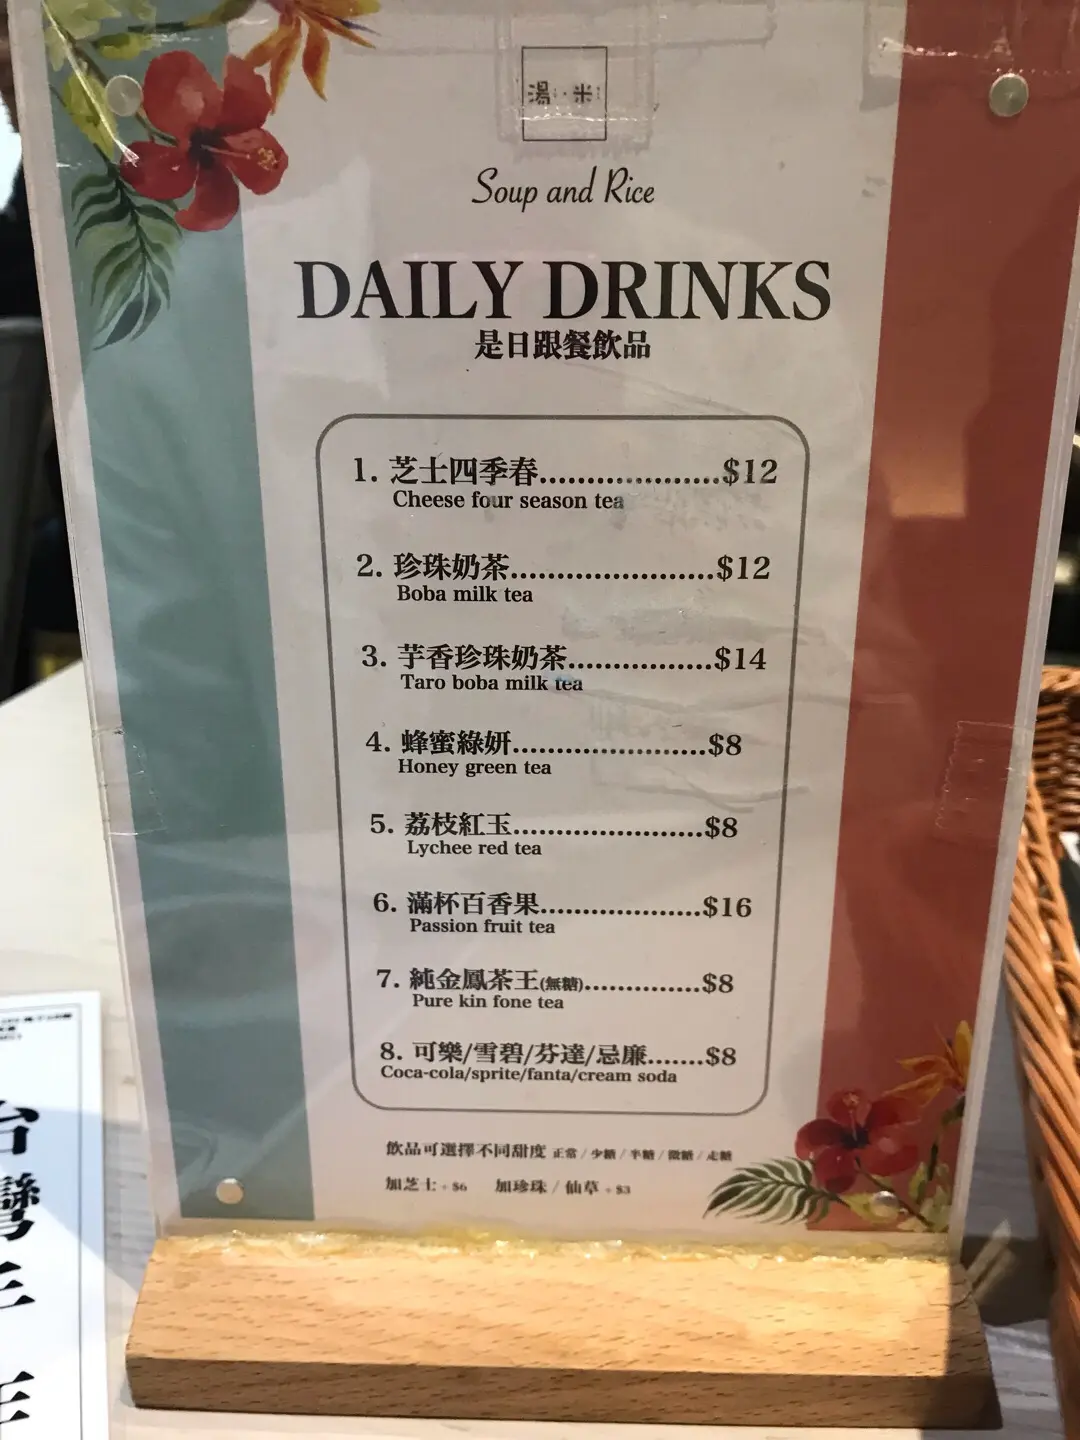 湯·米
Soup and Rice
DAILY DRINKS
是日跟餐飲品
1. 芝士四季春...................$12
Cheese four season tea
2. 珍珠奶茶.......................$12
Boba milk tea
3. 芋香珍珠奶茶.................$14
Taro boba milk tea
4. 蜂蜜綠妍.......................$8
Honey green tea
5. 荔枝紅玉.......................$8
Lychee red tea
6. 滿杯百香果...................$16
Passion fruit tea
7. 純金鳳茶王(無糖)..............$8
Pure kin fone tea
8. 可樂/雪碧/芬達/忌廉.......$8
Coca-cola/sprite/fanta/cream soda
飲品可選擇不同甜度 正常 / 少糖 / 半糖 / 微糖 / 走糖
加芝士 + $6 加珍珠 / 仙草 + $3